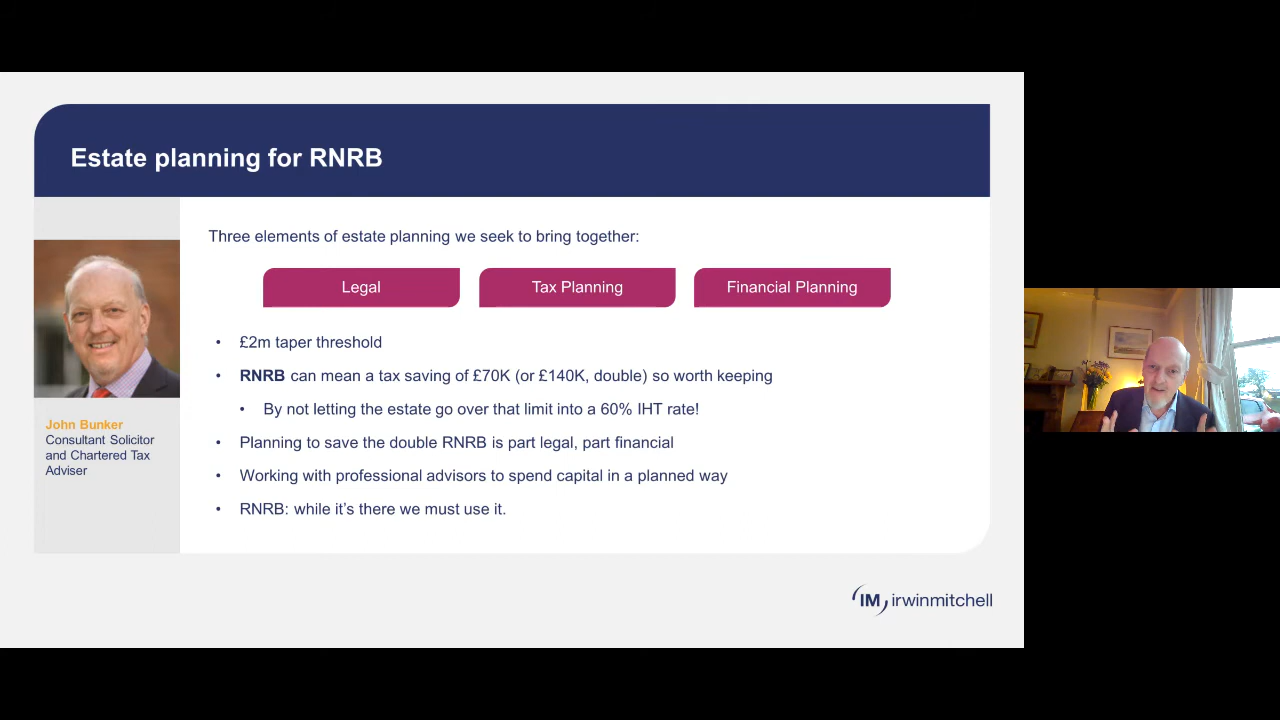 Estate planning for RNRB
Three elements of estate planning we seek to bring together:
Legal
Tax Planning
Financial Planning
• £2m taper threshold
• RNRB can mean a tax saving of £70K (or £140K, double) so worth keeping
• By not letting the estate go over that limit into a 60% IHT rate!
• Planning to save the double RNRB is part legal, part financial
• Working with professional advisors to spend capital in a planned way
• RNRB: while it’s there we must use it.
John Bunker
Consultant Solicitor
and Chartered Tax
Adviser
IM irwinmitchell